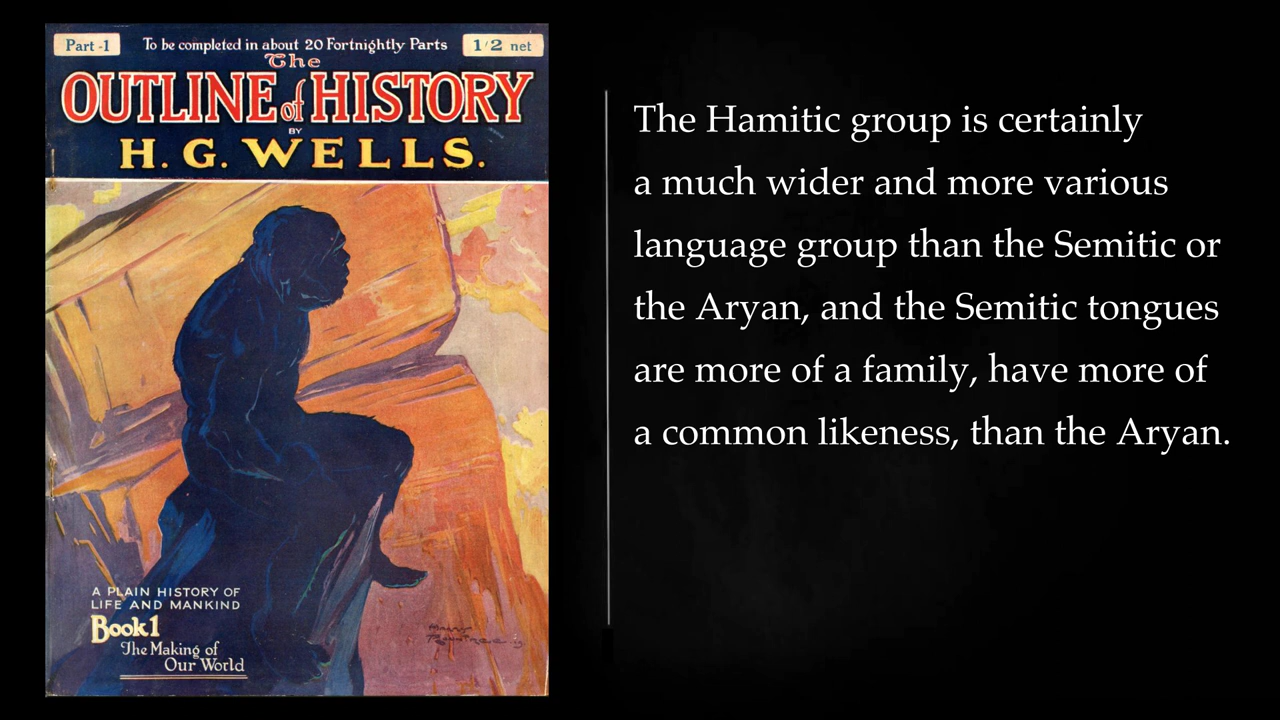 Part -1
To be completed in about 20 Fortnightly Parts
1/2 net
The
OUTLINE of HISTORY
BY
H. G. WELLS.
A PLAIN HISTORY OF
LIFE AND MANKIND
Book 1
The Making of
Our World
The Hamitic group is certainly
a much wider and more various
language group than the Semitic or
the Aryan, and the Semitic tongues
are more of a family, have more of
a common likeness, than the Aryan.